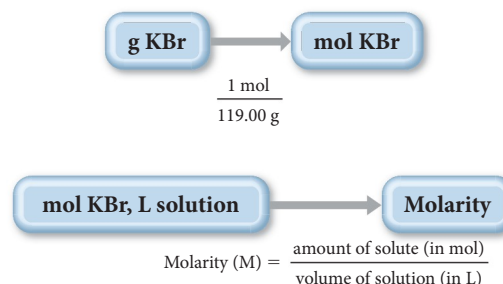 g KBr
mol KBr
1 mol
119.00 g
mol KBr, L solution
Molarity
Molarity (M) = amount of solute (in mol)
volume of solution (in L)